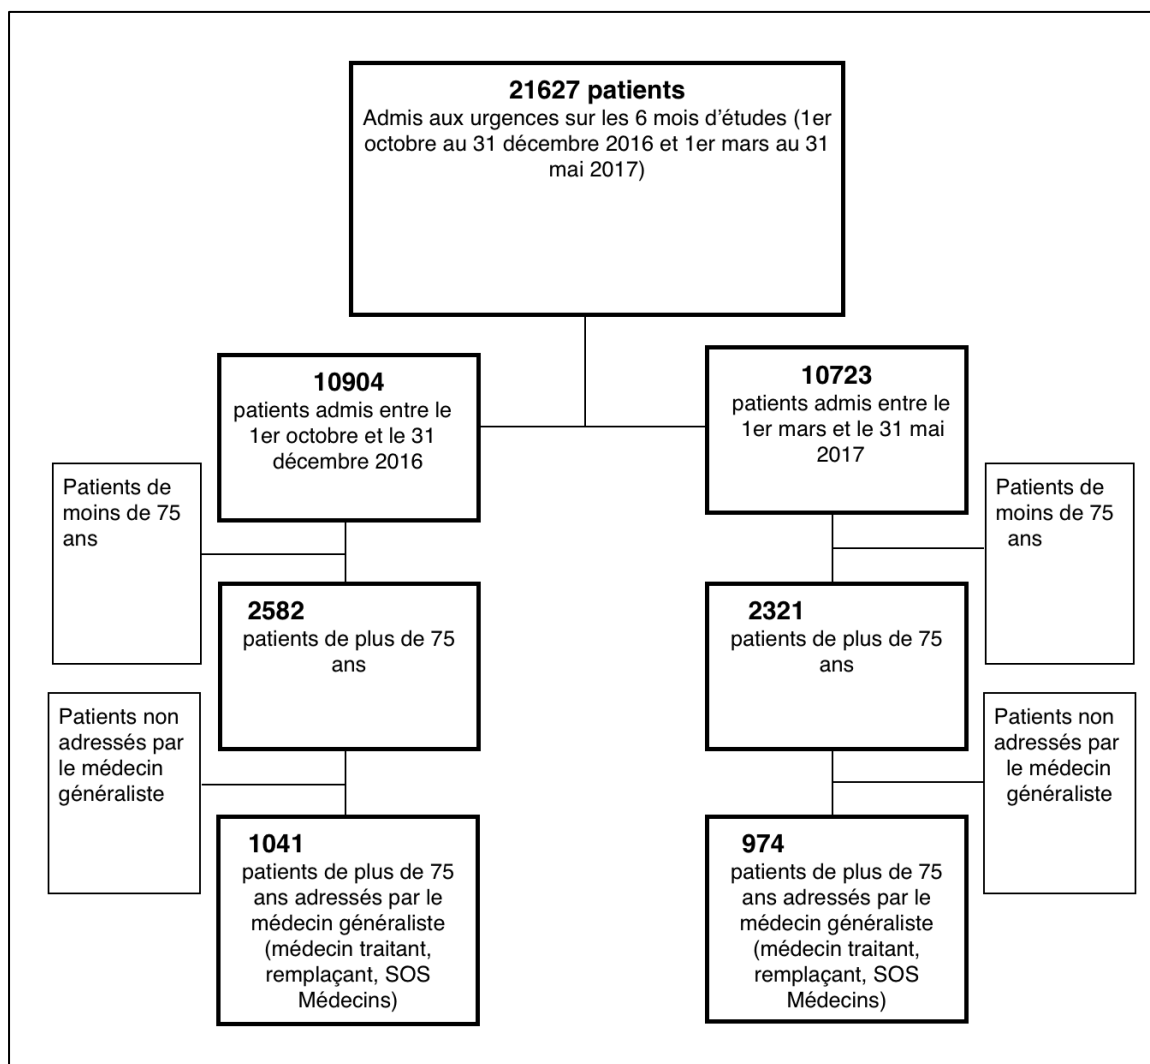 21627 patients
Admis aux urgences sur les 6 mois d’études (1er
octobre au 31 décembre 2016 et 1er mars au 31
mai 2017)
10904
patients admis entre le
1er octobre et le 31
décembre 2016
10723
patients admis entre le
1er mars et le 31 mai
2017
Patients de
moins de 75
ans
Patients de
moins de 75
ans
2582
patients de plus de 75
ans
2321
patients de plus de 75
ans
Patients non
adressés par
le médecin
généraliste
Patients non
adressés par
le médecin
généraliste
1041
patients de plus de 75
ans adressés par le
médecin généraliste
(médecin traitant,
remplaçant, SOS
Médecins)
974
patients de plus de 75
ans adressés par le
médecin généraliste
(médecin traitant,
remplaçant, SOS
Médecins)